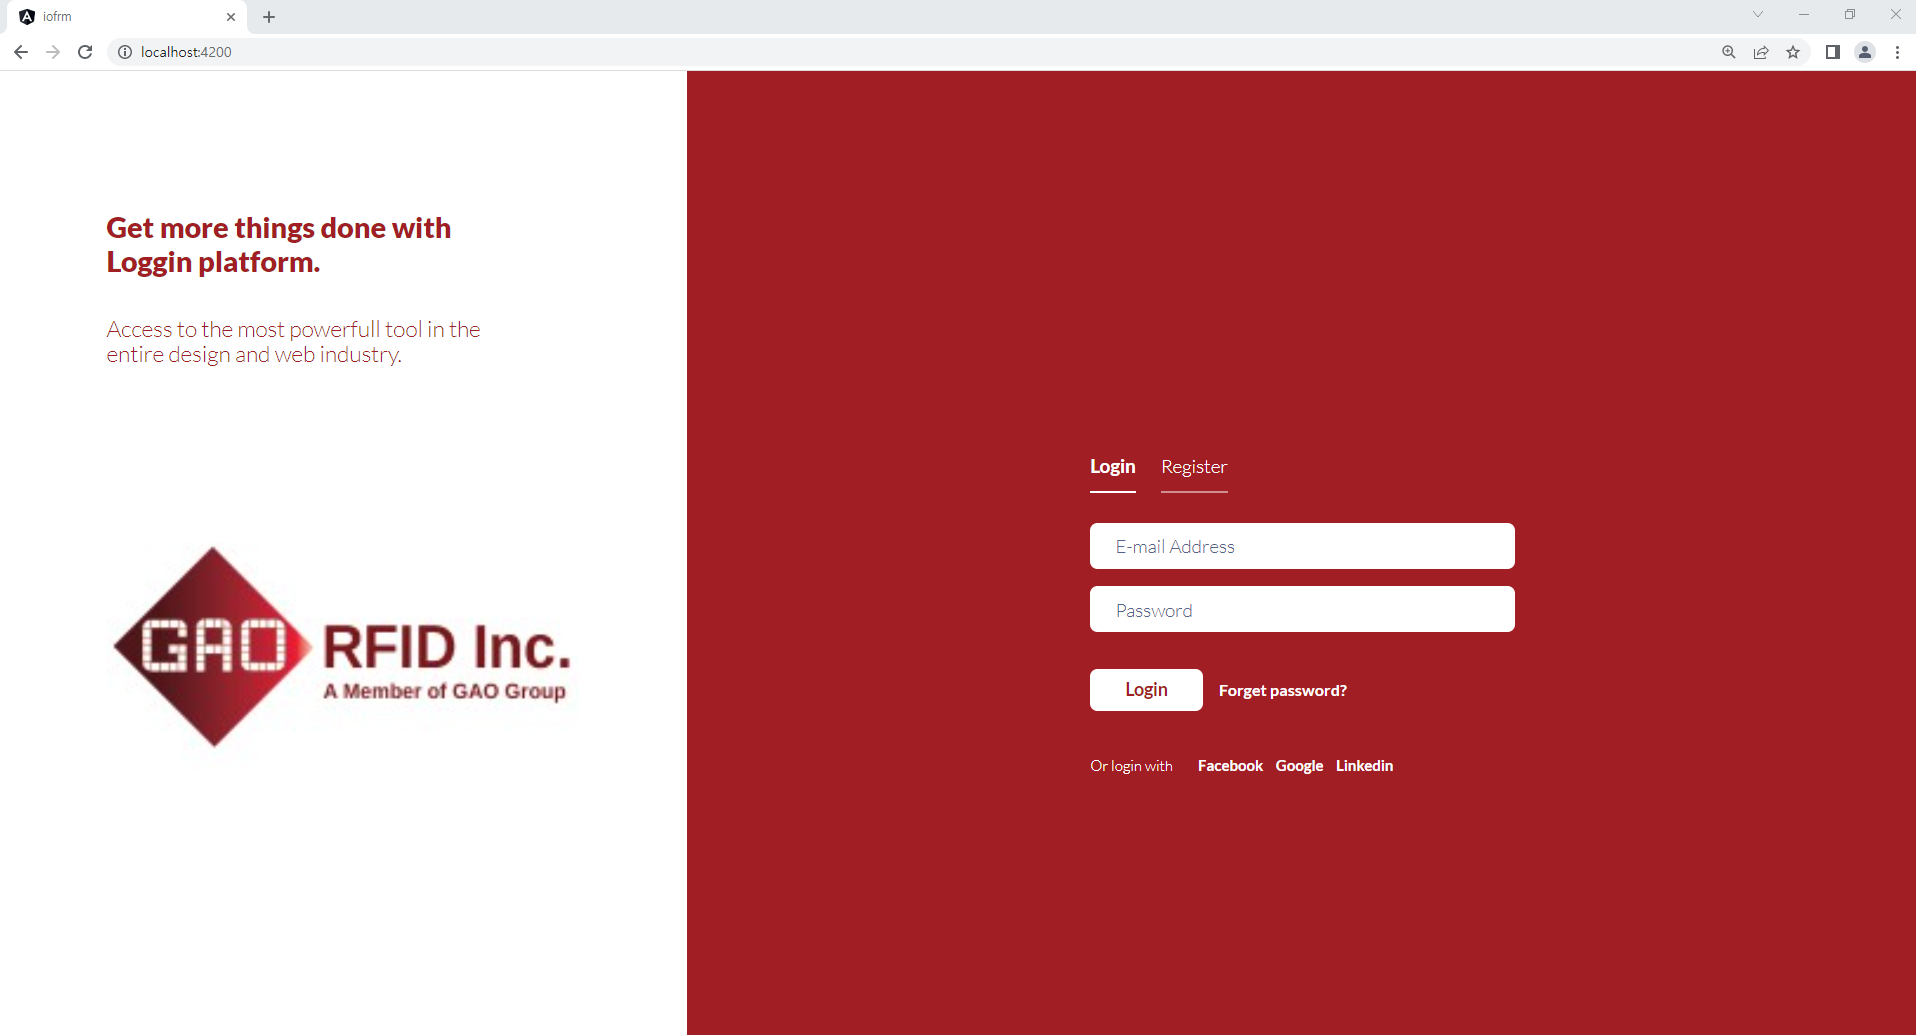 iofrm
localhost:4200
Get more things done with
Loggin platform.
Access to the most powerfull tool in the
entire design and web industry.
GAO RFID Inc.
A Member of GAO Group
Login Register
E-mail Address
Password
Login Forget password?
Or login with Facebook Google Linkedin